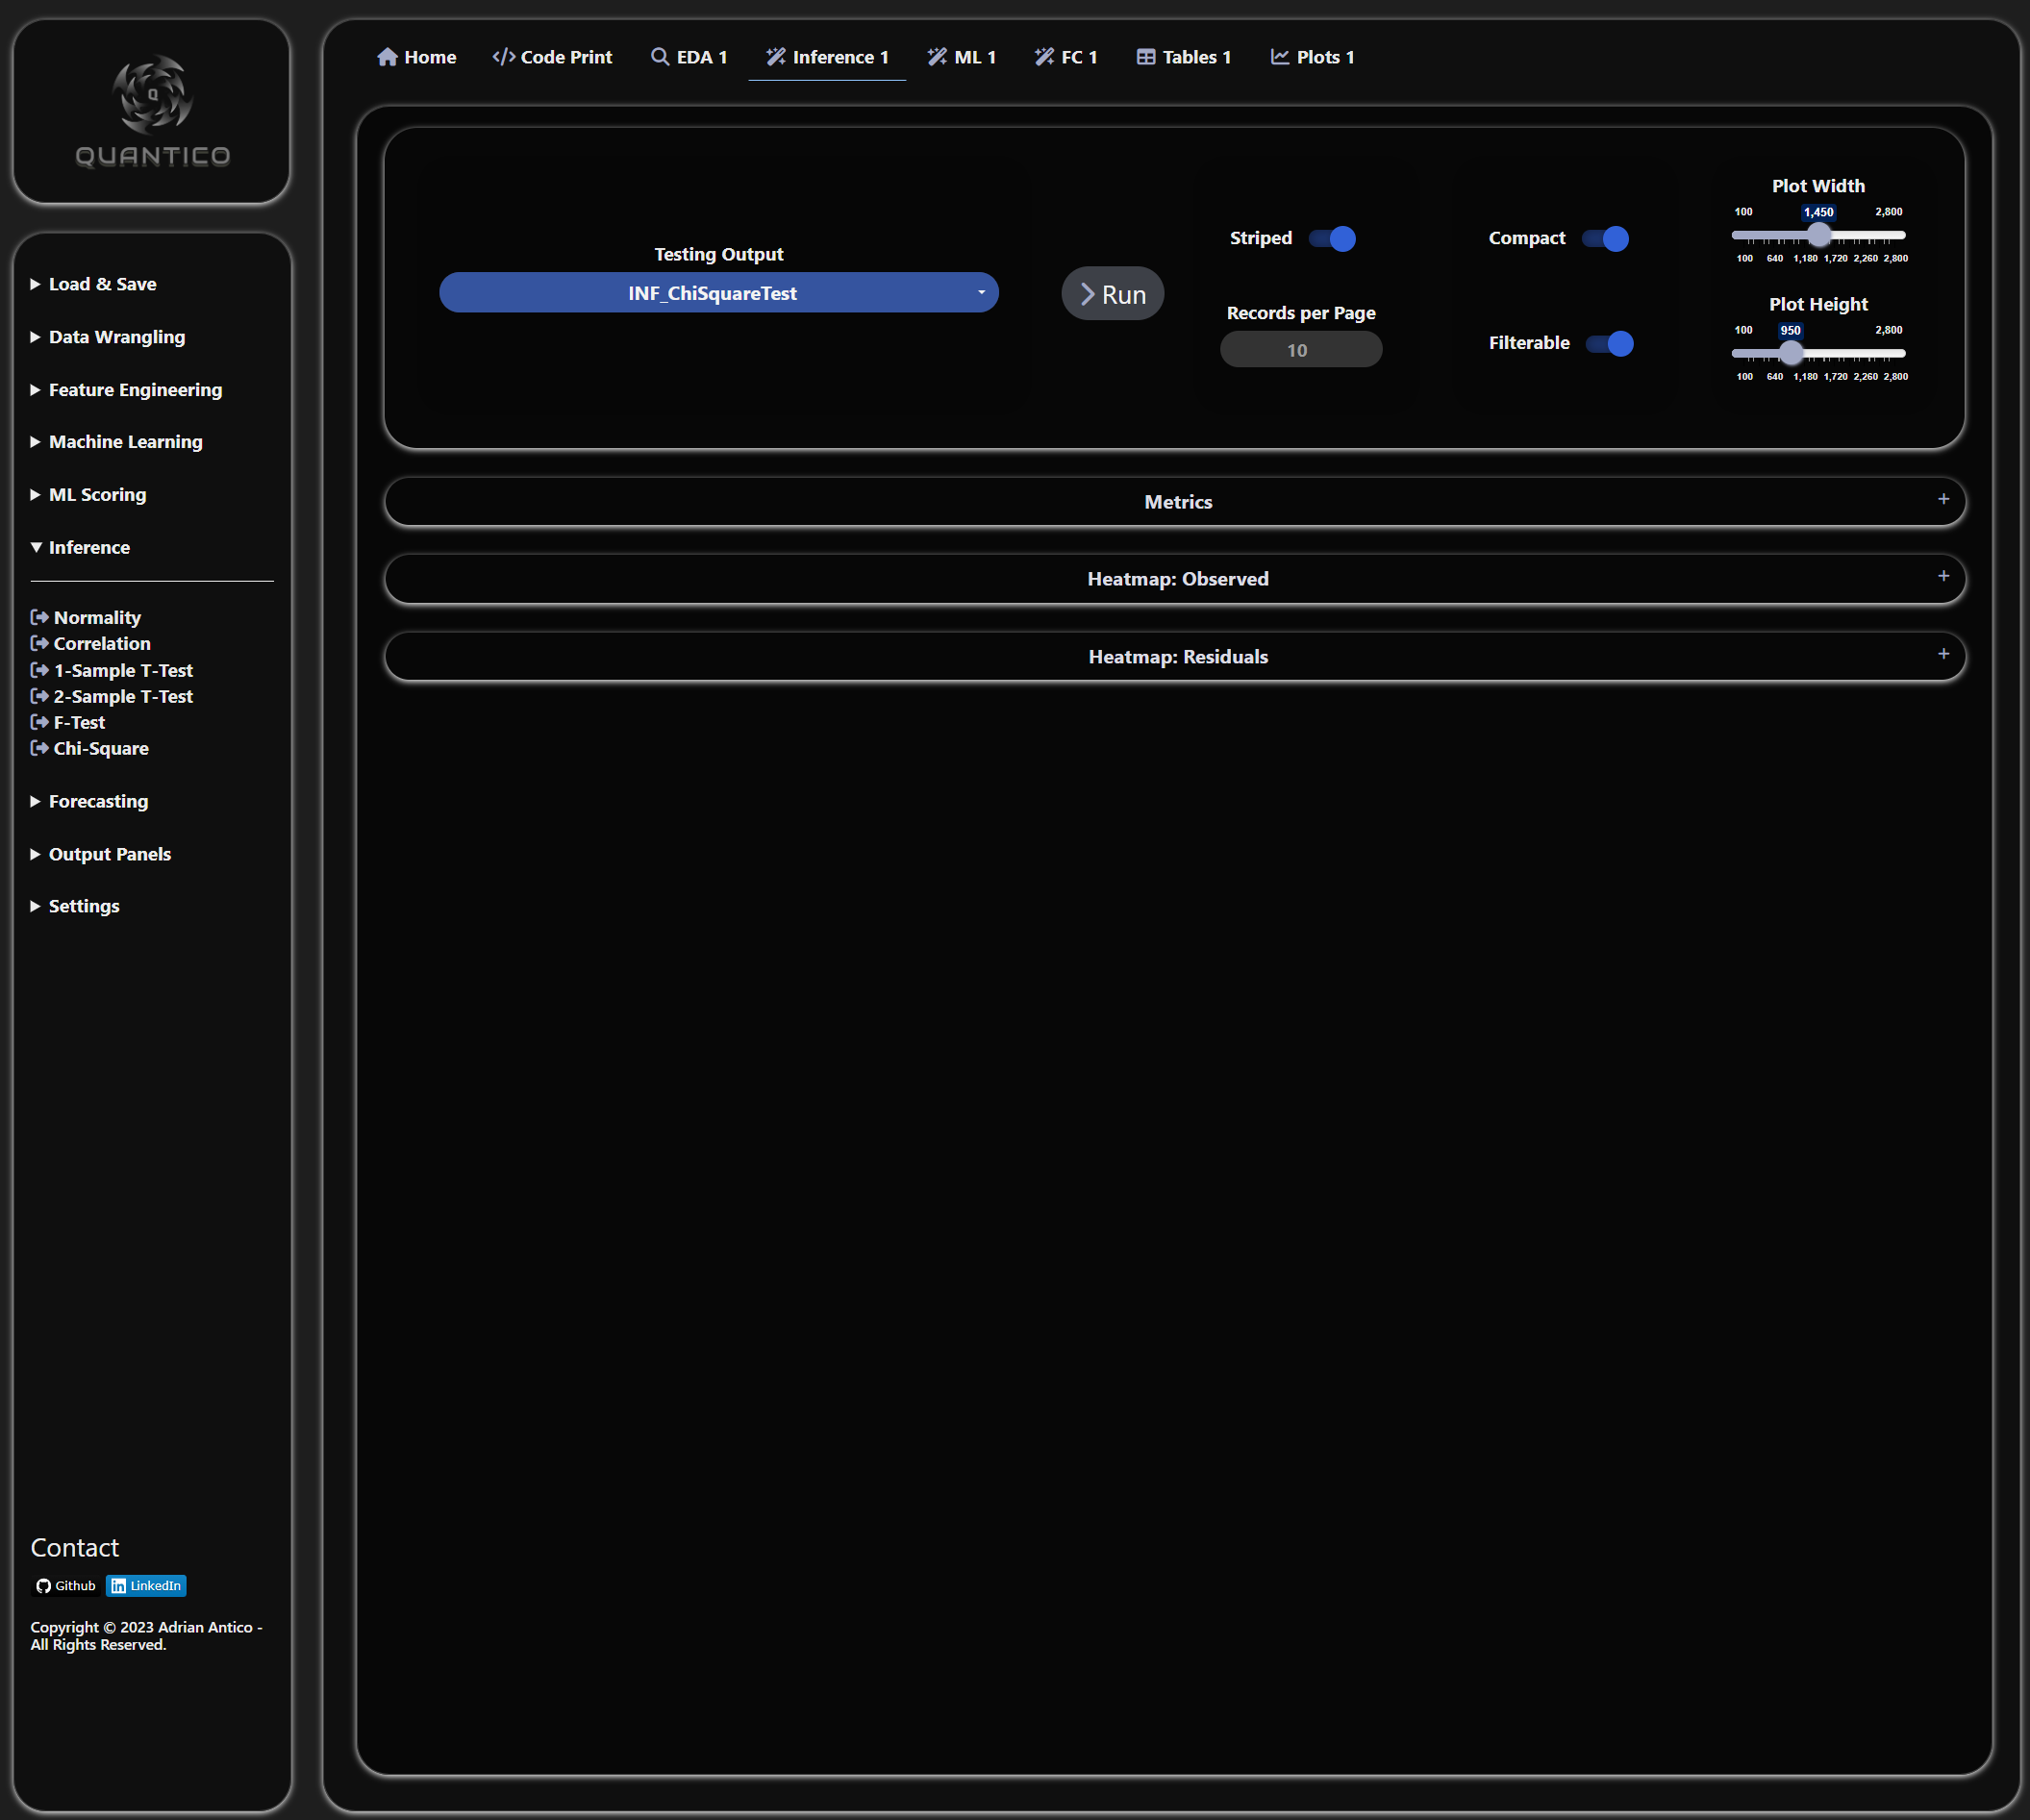 Q
QUANTICO
Load & Save
Data Wrangling
Feature Engineering
Machine Learning
ML Scoring
Inference
Normality
Correlation
1-Sample T-Test
2-Sample T-Test
F-Test
Chi-Square
Forecasting
Output Panels
Settings
Contact
Github
LinkedIn
Copyright © 2023 Adrian Antico -
All Rights Reserved.
Home </> Code Print EDA 1 Inference 1 ML 1 FC 1 Tables 1 Plots 1
Testing Output
INF_ChiSquareTest
Run
Striped
Records per Page
10
Compact
Filterable
Plot Width
100 1,450 2,800
100 640 1,180 1,720 2,260 2,800
Plot Height
100 950 2,800
100 640 1,180 1,720 2,260 2,800
Metrics +
Heatmap: Observed +
Heatmap: Residuals +